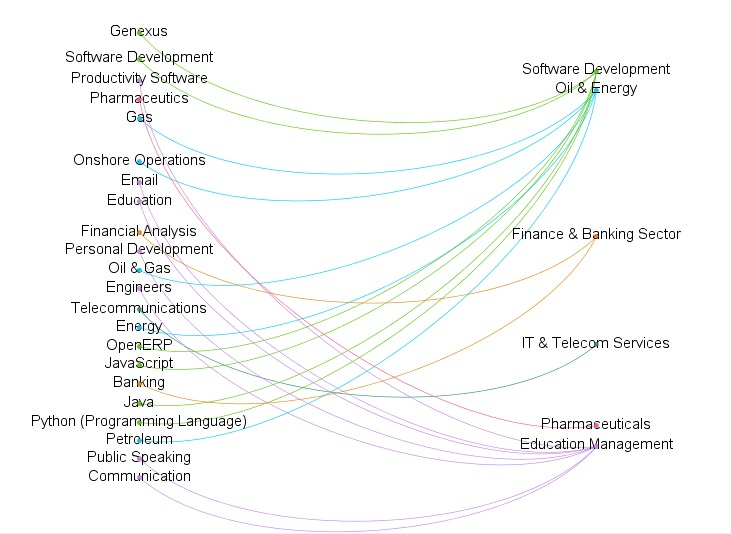 Genexus
Software Development
Productivity Software
Pharmaceutics
Gas
Onshore Operations
Email
Education
Financial Analysis
Personal Development
Oil & Gas
Engineers
Telecommunications
Energy
OpenERP
JavaScript
Banking
Java
Python (Programming Language)
Petroleum
Public Speaking
Communication
Software Development
Oil & Energy
Finance & Banking Sector
IT & Telecom Services
Pharmaceuticals
Education Management